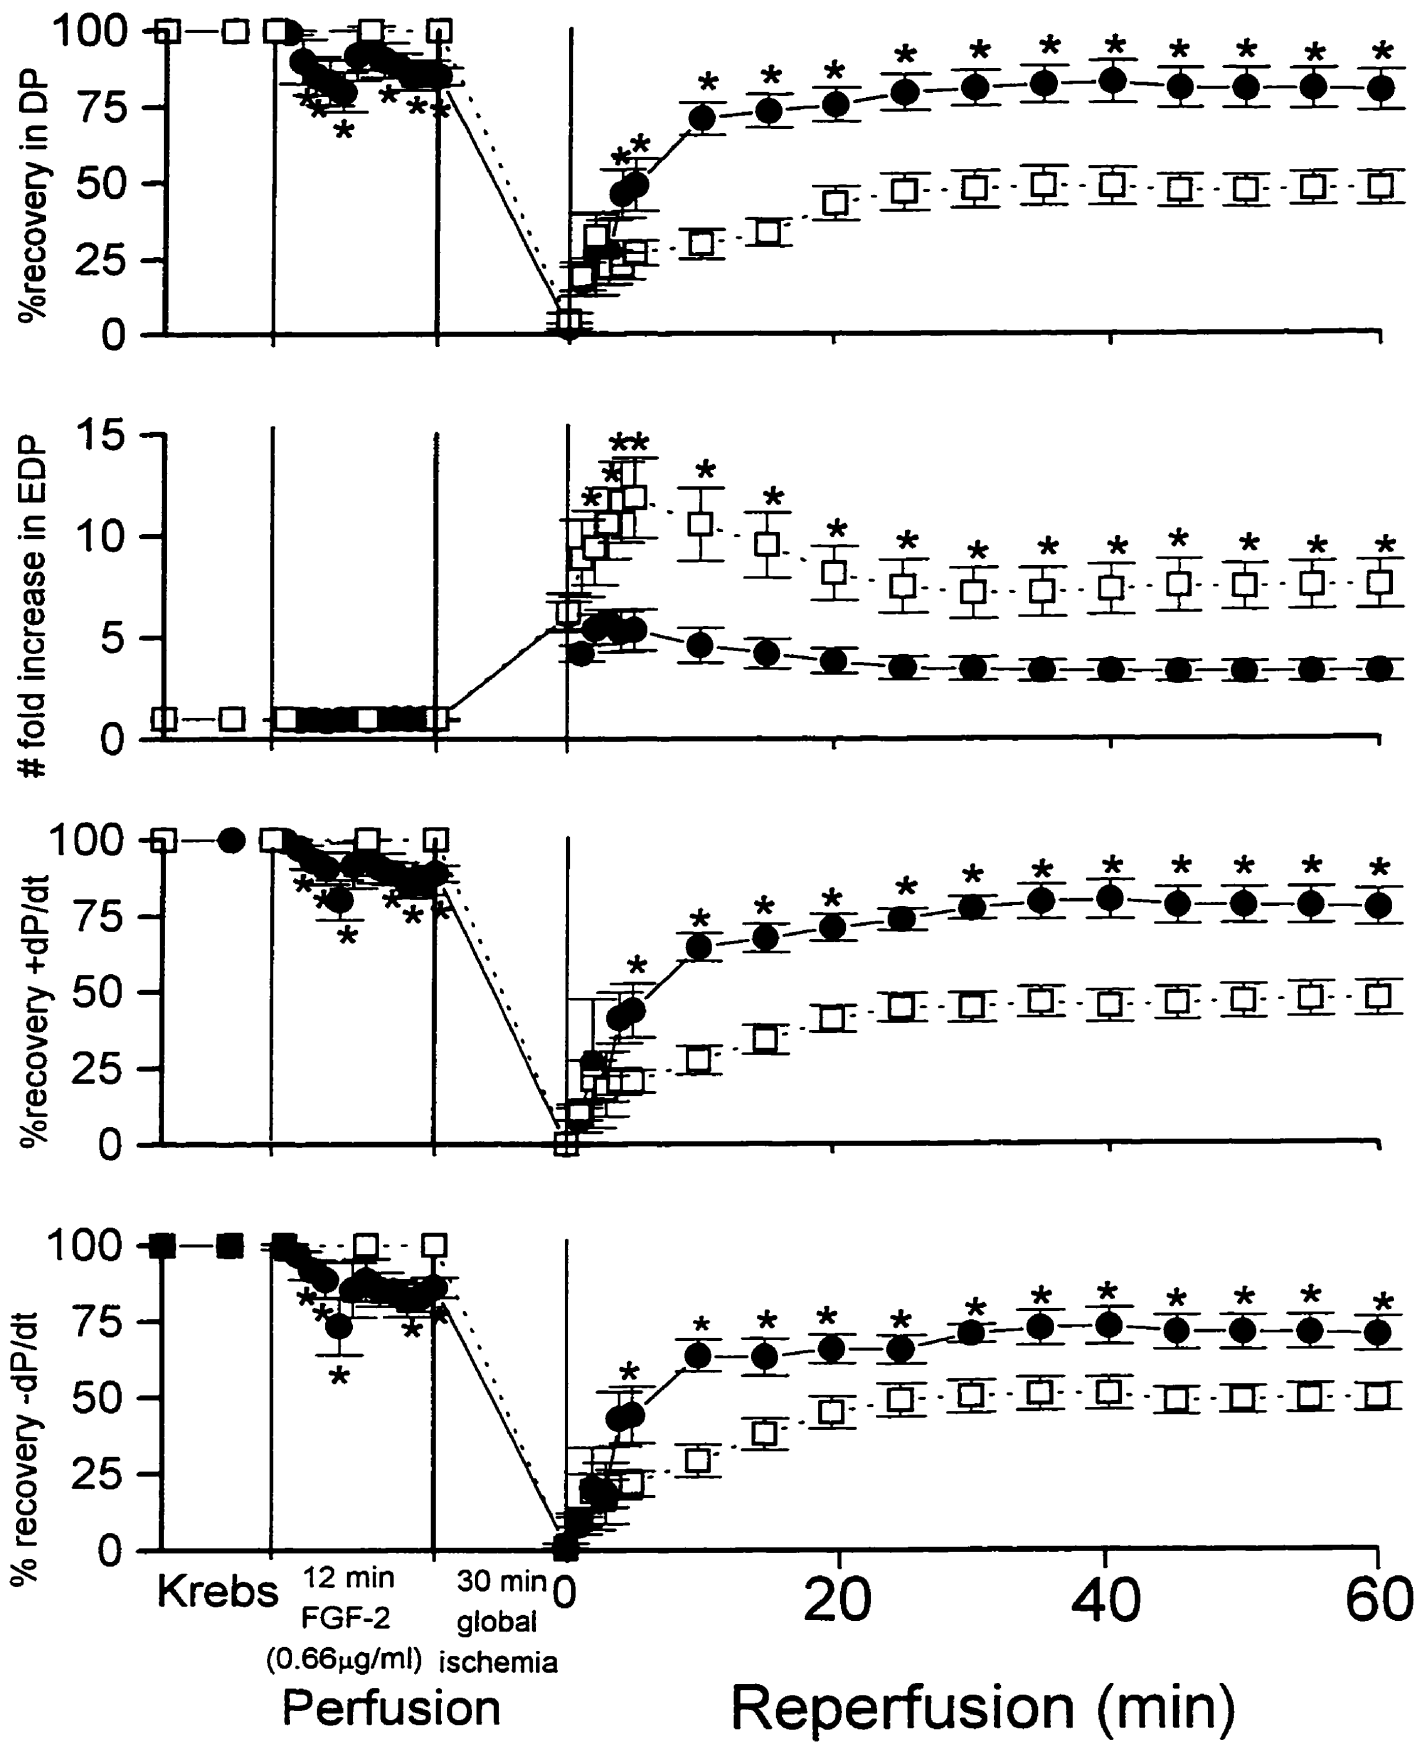 %recovery in DP
100
75
50
25
0
* * * * * * * * * * * * * * * * * * *
# fold increase in EDP
15
10
5
0
* * * * * * * * * * * * * * *
%recovery +dP/dt
100
75
50
25
0
* * * * * * * * * * * * * * * * * *
% recovery -dP/dt
100
75
50
25
0
* * * * * * * * * * * * * * * * *
Krebs 12 min 30 min 0 20 40 60
FGF-2 global
(0.66µg/ml) ischemia
Perfusion Reperfusion (min)